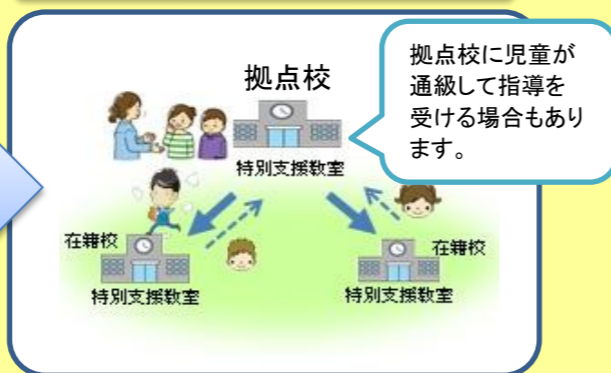 拠点校に児童が
通級して指導を
受ける場合もあり
ます。
拠点校
特別支援教室
在籍校
特別支援教室
在籍校
特別支援教室